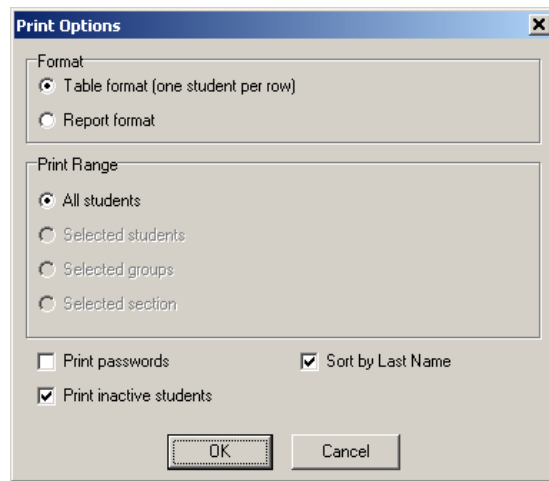 Print Options
Format
Table format (one student per row)
Report format
Print Range
All students
Selected students
Selected groups
Selected section
Print passwords
Sort by Last Name
Print inactive students
OK
Cancel